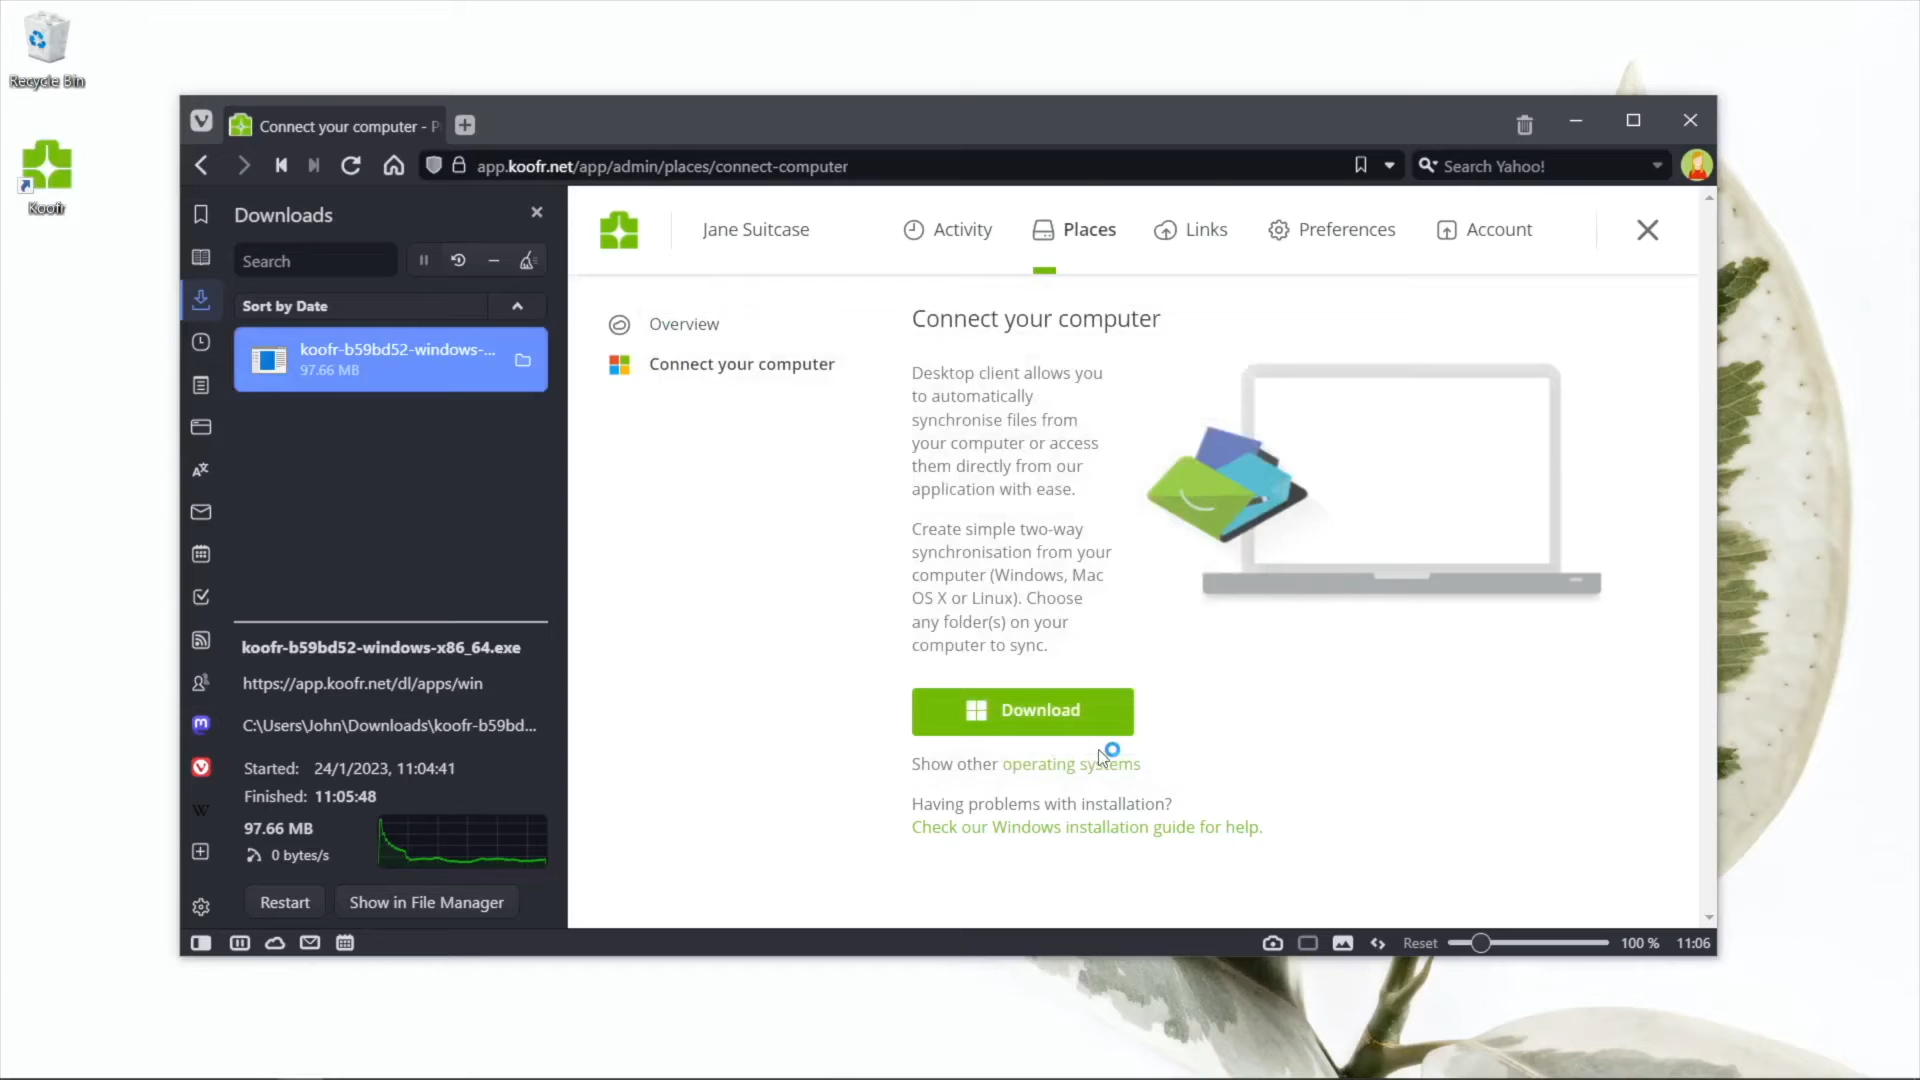 Recycle Bin
Koofr
Connect your computer - P
app.koofr.net/app/admin/places/connect-computer
Search Yahoo!
Downloads
Search
Sort by Date
koofr-b59bd52-windows-...
97.66 MB
koofr-b59bd52-windows-x86_64.exe
https://app.koofr.net/dl/apps/win
C:\Users\John\Downloads\koofr-b59bd...
Started: 24/1/2023, 11:04:41
Finished: 11:05:48
97.66 MB
0 bytes/s
Restart
Show in File Manager
Jane Suitcase
Activity
Places
Links
Preferences
Account
Overview
Connect your computer
Connect your computer
Desktop client allows you
to automatically
synchronise files from
your computer or access
them directly from our
application with ease.
Create simple two-way
synchronisation from your
computer (Windows, Mac
OS X or Linux). Choose
any folder(s) on your
computer to sync.
Download
Show other operating systems
Having problems with installation?
Check our Windows installation guide for help.
Reset
100 %
11:06